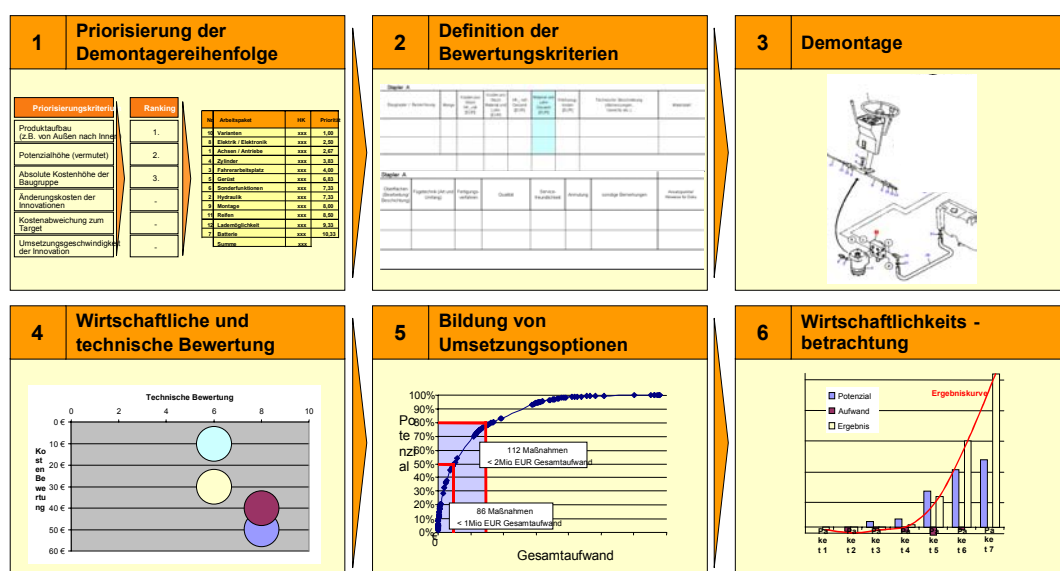 1
Priorisierung der
Demontagereihenfolge
Priorisierungskriteriu
Ranking
Produktaufbau
(z.B. von Außen nach Innen
1.
Potenzialhöhe (vermutet)
2.
Absolute Kostenhöhe der
Baugruppe
3.
Änderungskosten der
Innovationen
-
Kostenabweichung zum
Target
-
Umsetzungsgeschwindigkeit
der Innovation
-
Nr Arbeitspaket HK Priorität
10 Varianten xxx 1,00
8 Elektrik / Elektronik xxx 2,50
1 Achsen / Antriebe xxx 2,67
4 Zylinder xxx 3,83
3 Fahrerarbeitsplatz xxx 4,00
5 Gerüst xxx 6,83
6 Sonderfunktionen xxx 7,33
2 Hydraulik xxx 7,33
9 Montage xxx 8,00
11 Reifen xxx 8,50
12 Lademöglichkeit xxx 9,33
7 Batterie xxx 10,33
Summe xxx
2
Definition der
Bewertungskriterien
Stapler A
Stapler A
Qualität
3
Demontage
4
Wirtschaftliche und
technische Bewertung
Technische Bewertung
0 2 4 6 8 10
0 €
10 €
20 €
30 €
40 €
50 €
60 €
Ko
st
en
Be
we
rtu
ng
5
Bildung von
Umsetzungsoptionen
100%
90%
80%
70%
60%
50%
40%
30%
20%
10%
0%
Po
te
nzi
al
112 Maßnahmen
< 2Mio EUR Gesamtaufwand
86 Maßnahmen
< 1Mio EUR Gesamtaufwand
0
Gesamtaufwand
6
Wirtschaftlichkeits -
betrachtung
Potenzial
Aufwand
Ergebnis
Ergebniskurve
Pa
ke
t 1
Pa
ke
t 2
Pa
ke
t 3
Pa
ke
t 4
Pa
ke
t 5
Pa
ke
t 6
Pa
ke
t 7